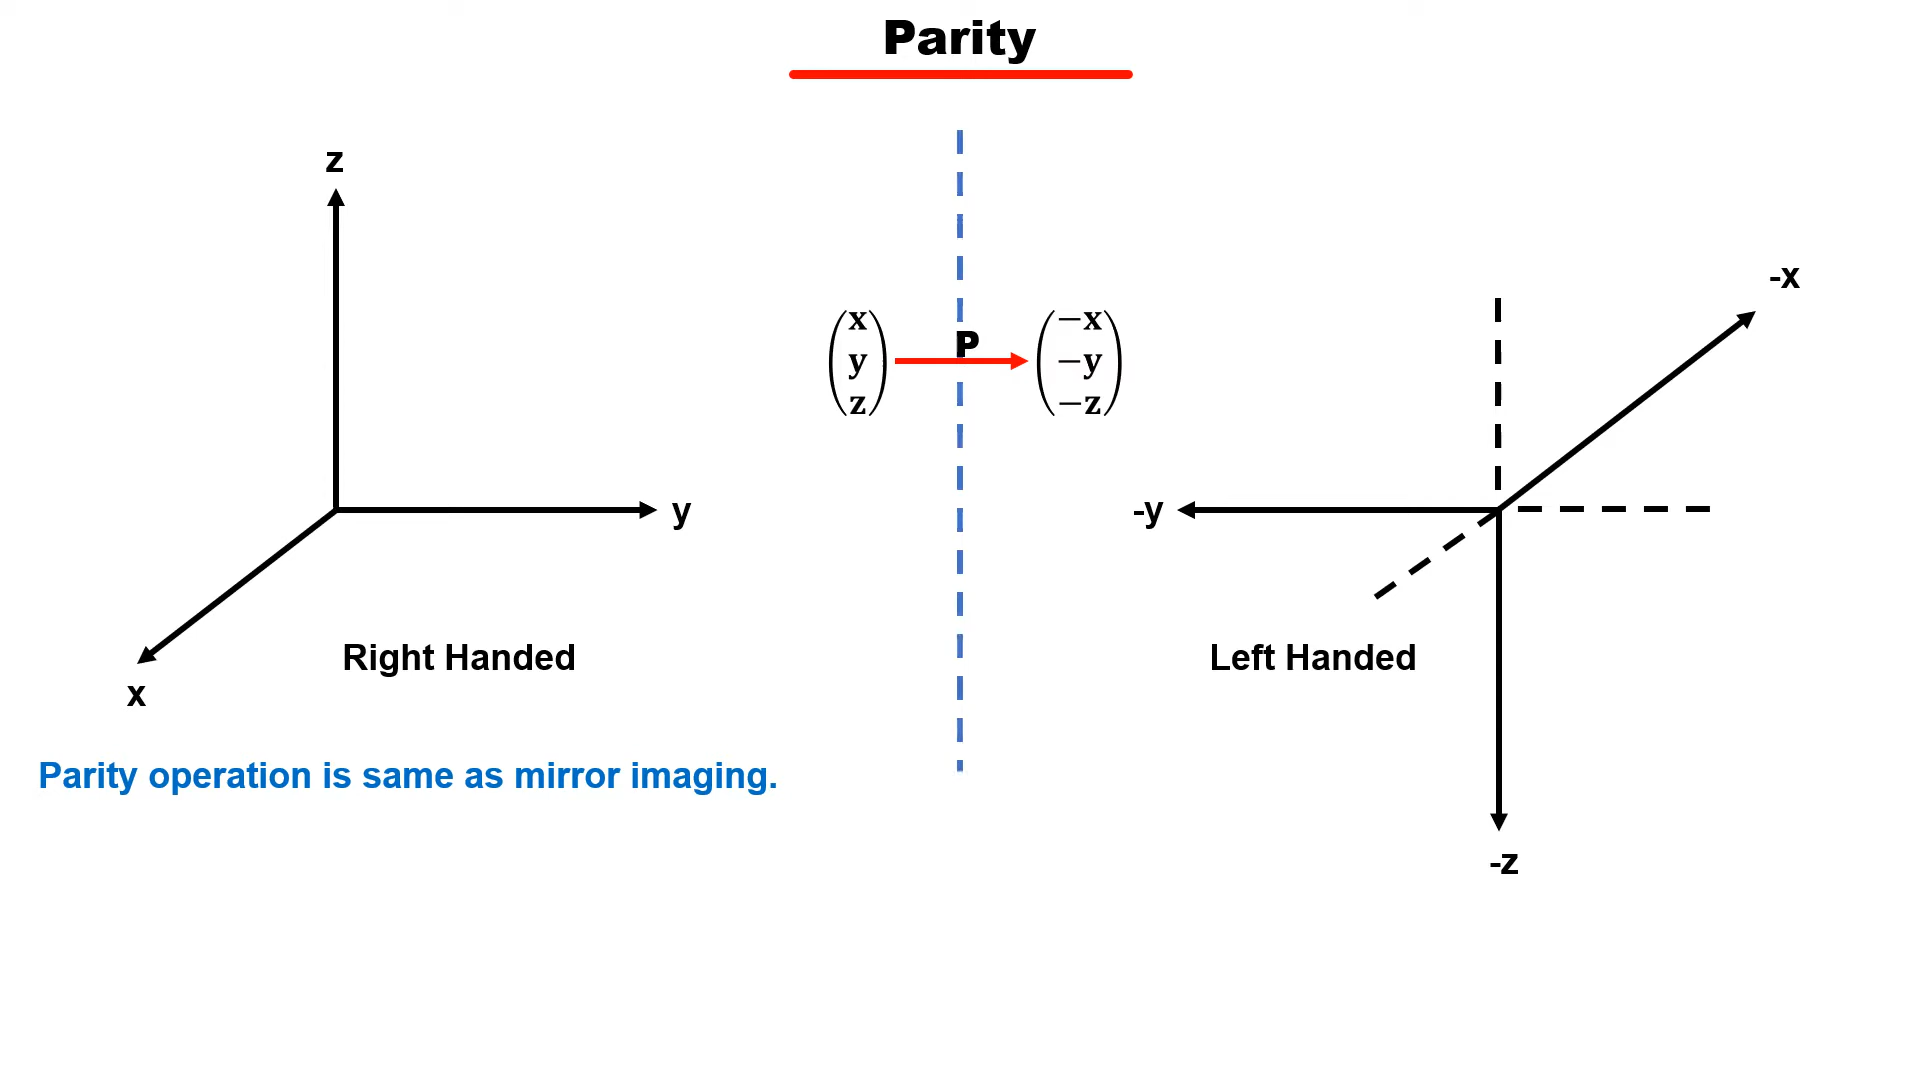 Parity
z
y
x
Right Handed
Parity operation is same as mirror imaging.
x
y
z
P
−x
−y
−z
-x
-y
Left Handed
-z